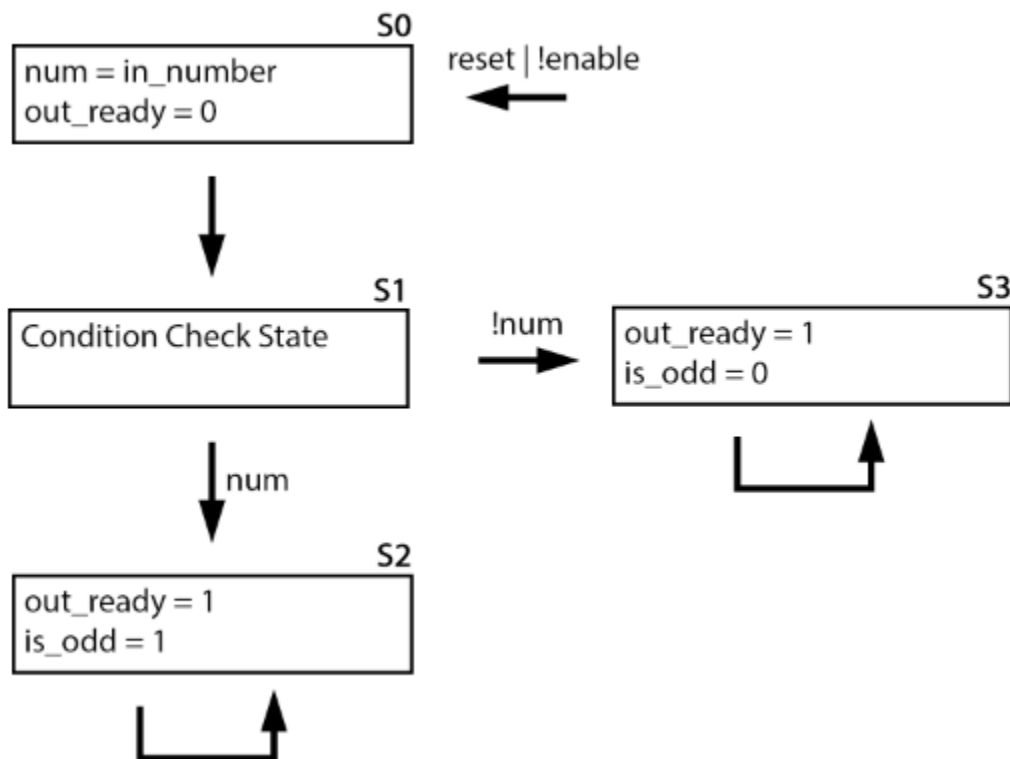 S0
num = in_number
out_ready = 0
reset | !enable
S1
Condition Check State
!num
S3
out_ready = 1
is_odd = 0
num
S2
out_ready = 1
is_odd = 1